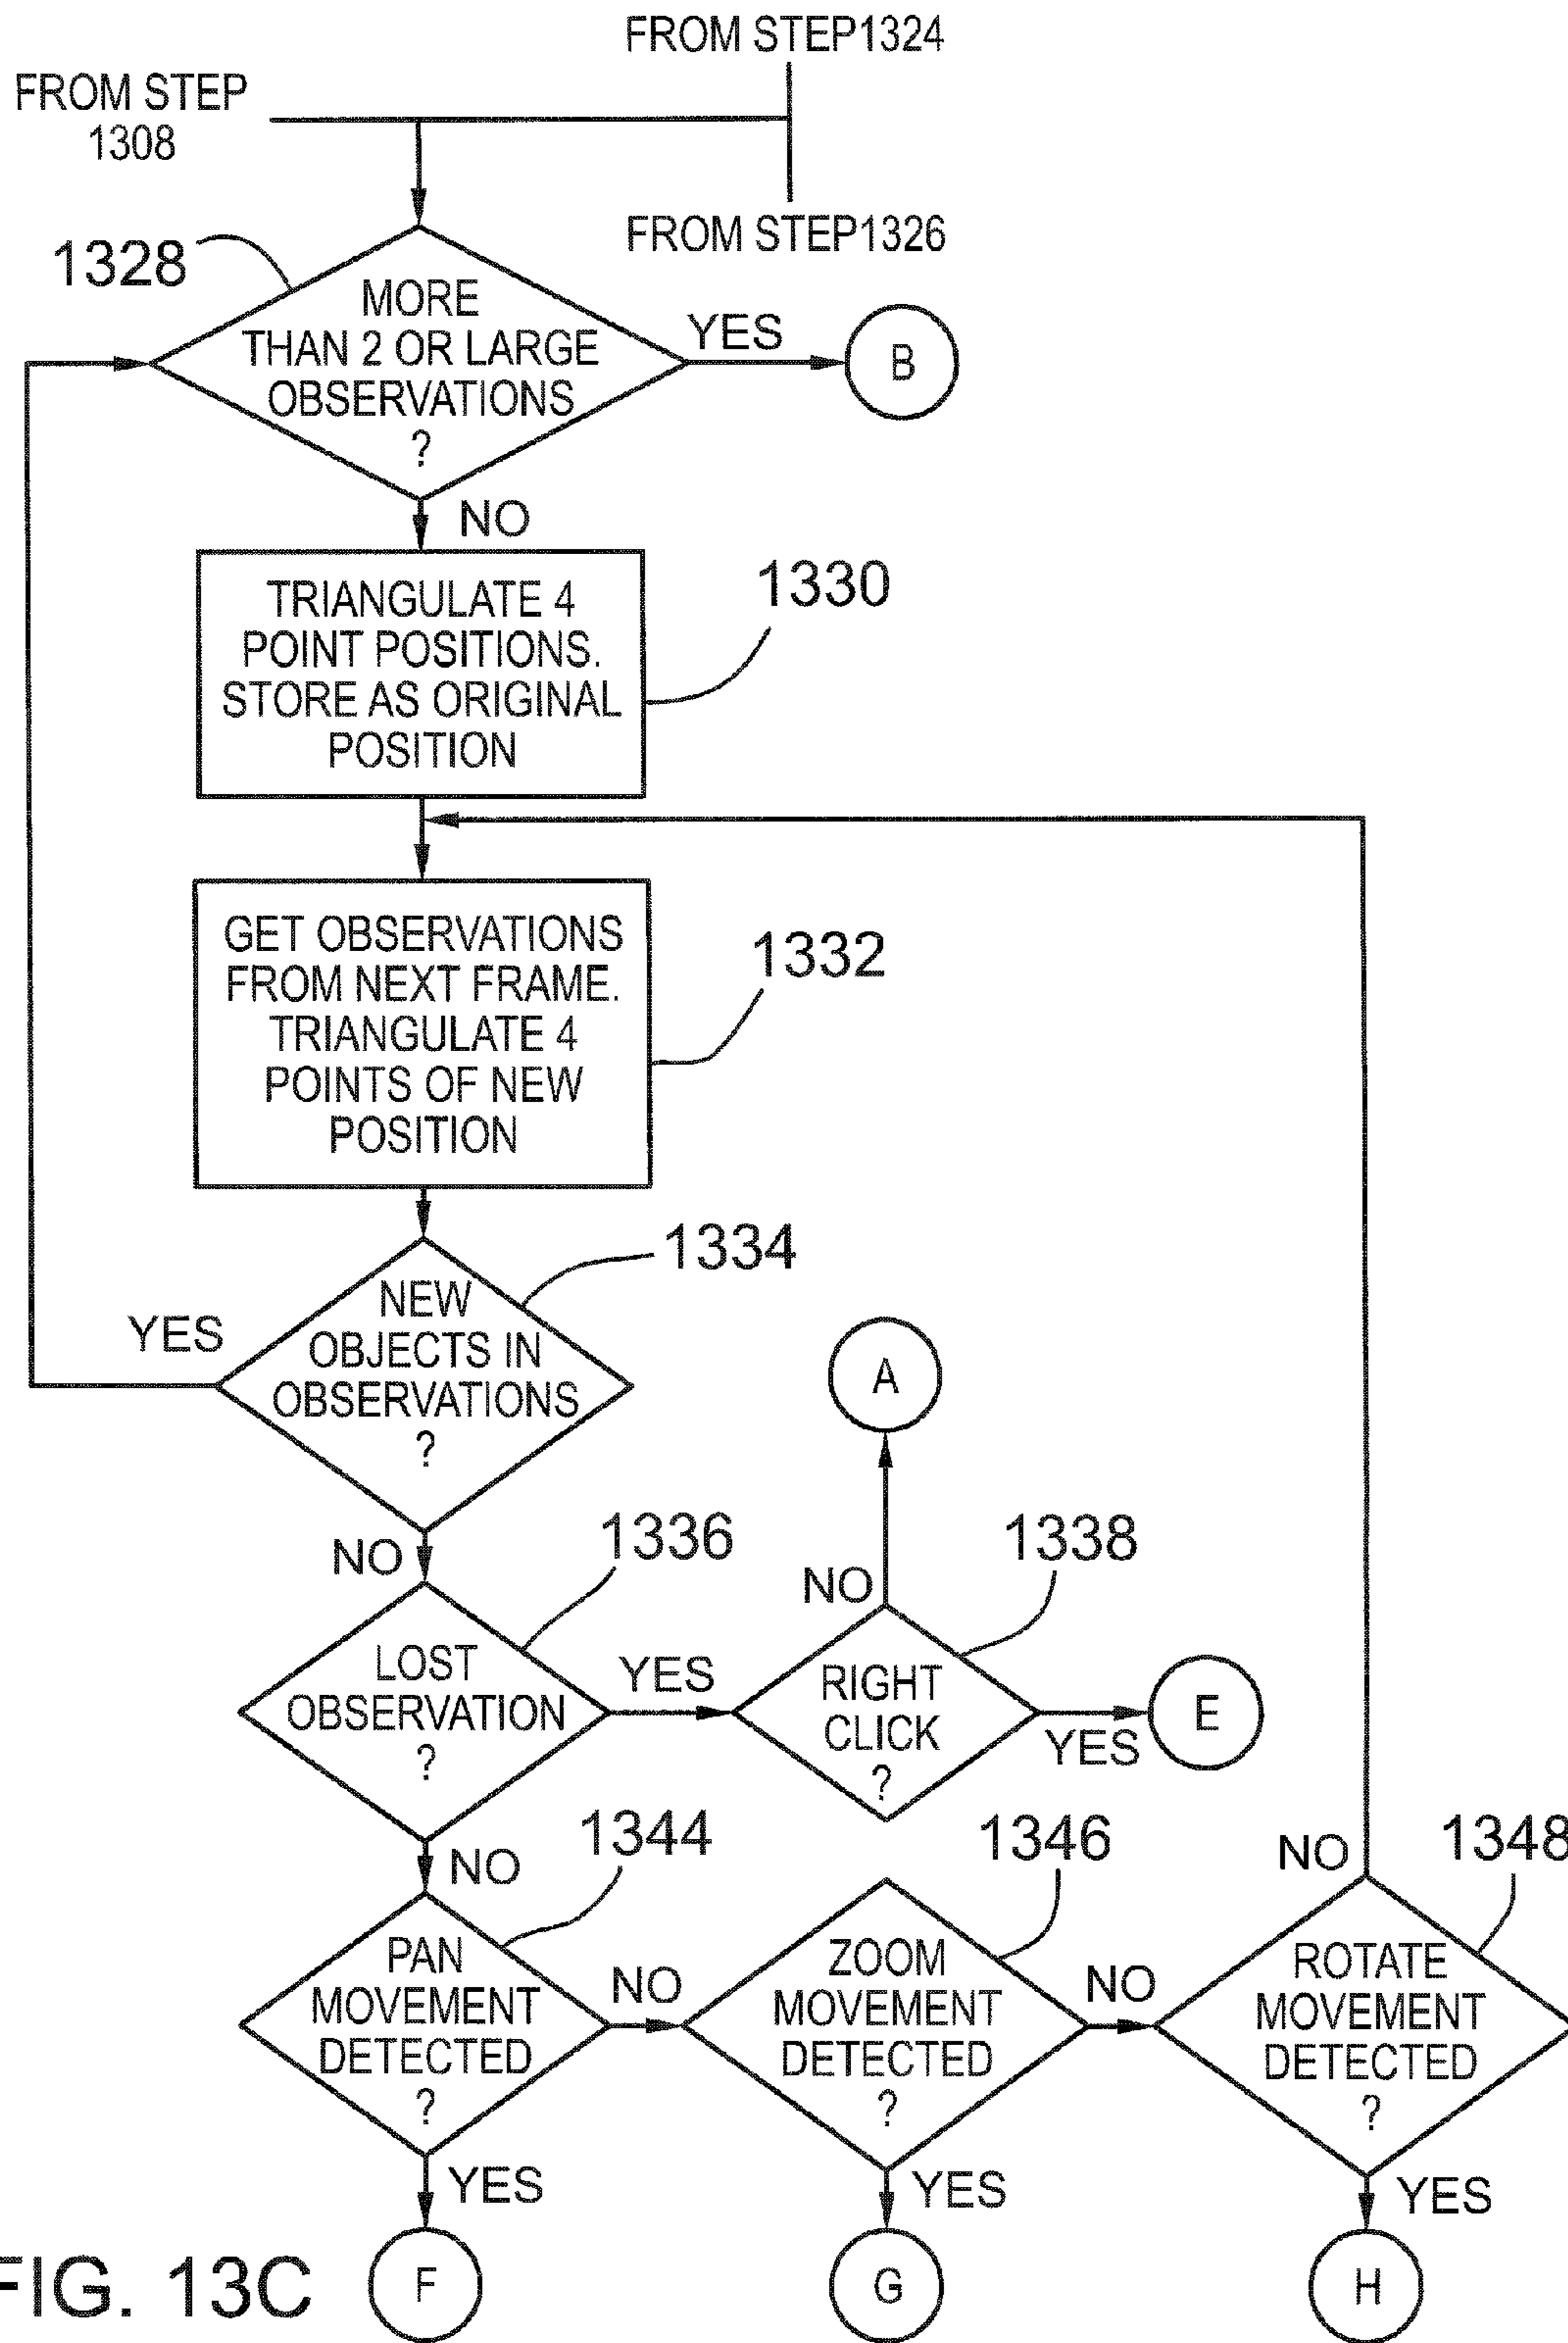 FROM STEP1324
FROM STEP
1308
FROM STEP1326
1328
MORE
THAN 2 OR LARGE
OBSERVATIONS
?
YES
B
NO
TRIANGULATE 4
POINT POSITIONS.
STORE AS ORIGINAL
POSITION
1330
GET OBSERVATIONS
FROM NEXT FRAME.
TRIANGULATE 4
POINTS OF NEW
POSITION
1332
1334
NEW
OBJECTS IN
OBSERVATIONS
?
YES
A
NO
1336
NO
1338
LOST
OBSERVATION
?
YES
RIGHT
CLICK
?
YES
E
NO
1344
1346
NO
1348
PAN
MOVEMENT
DETECTED
?
NO
ZOOM
MOVEMENT
DETECTED
?
NO
ROTATE
MOVEMENT
DETECTED
?
YES
YES
YES
FIG. 13C
F
G
H